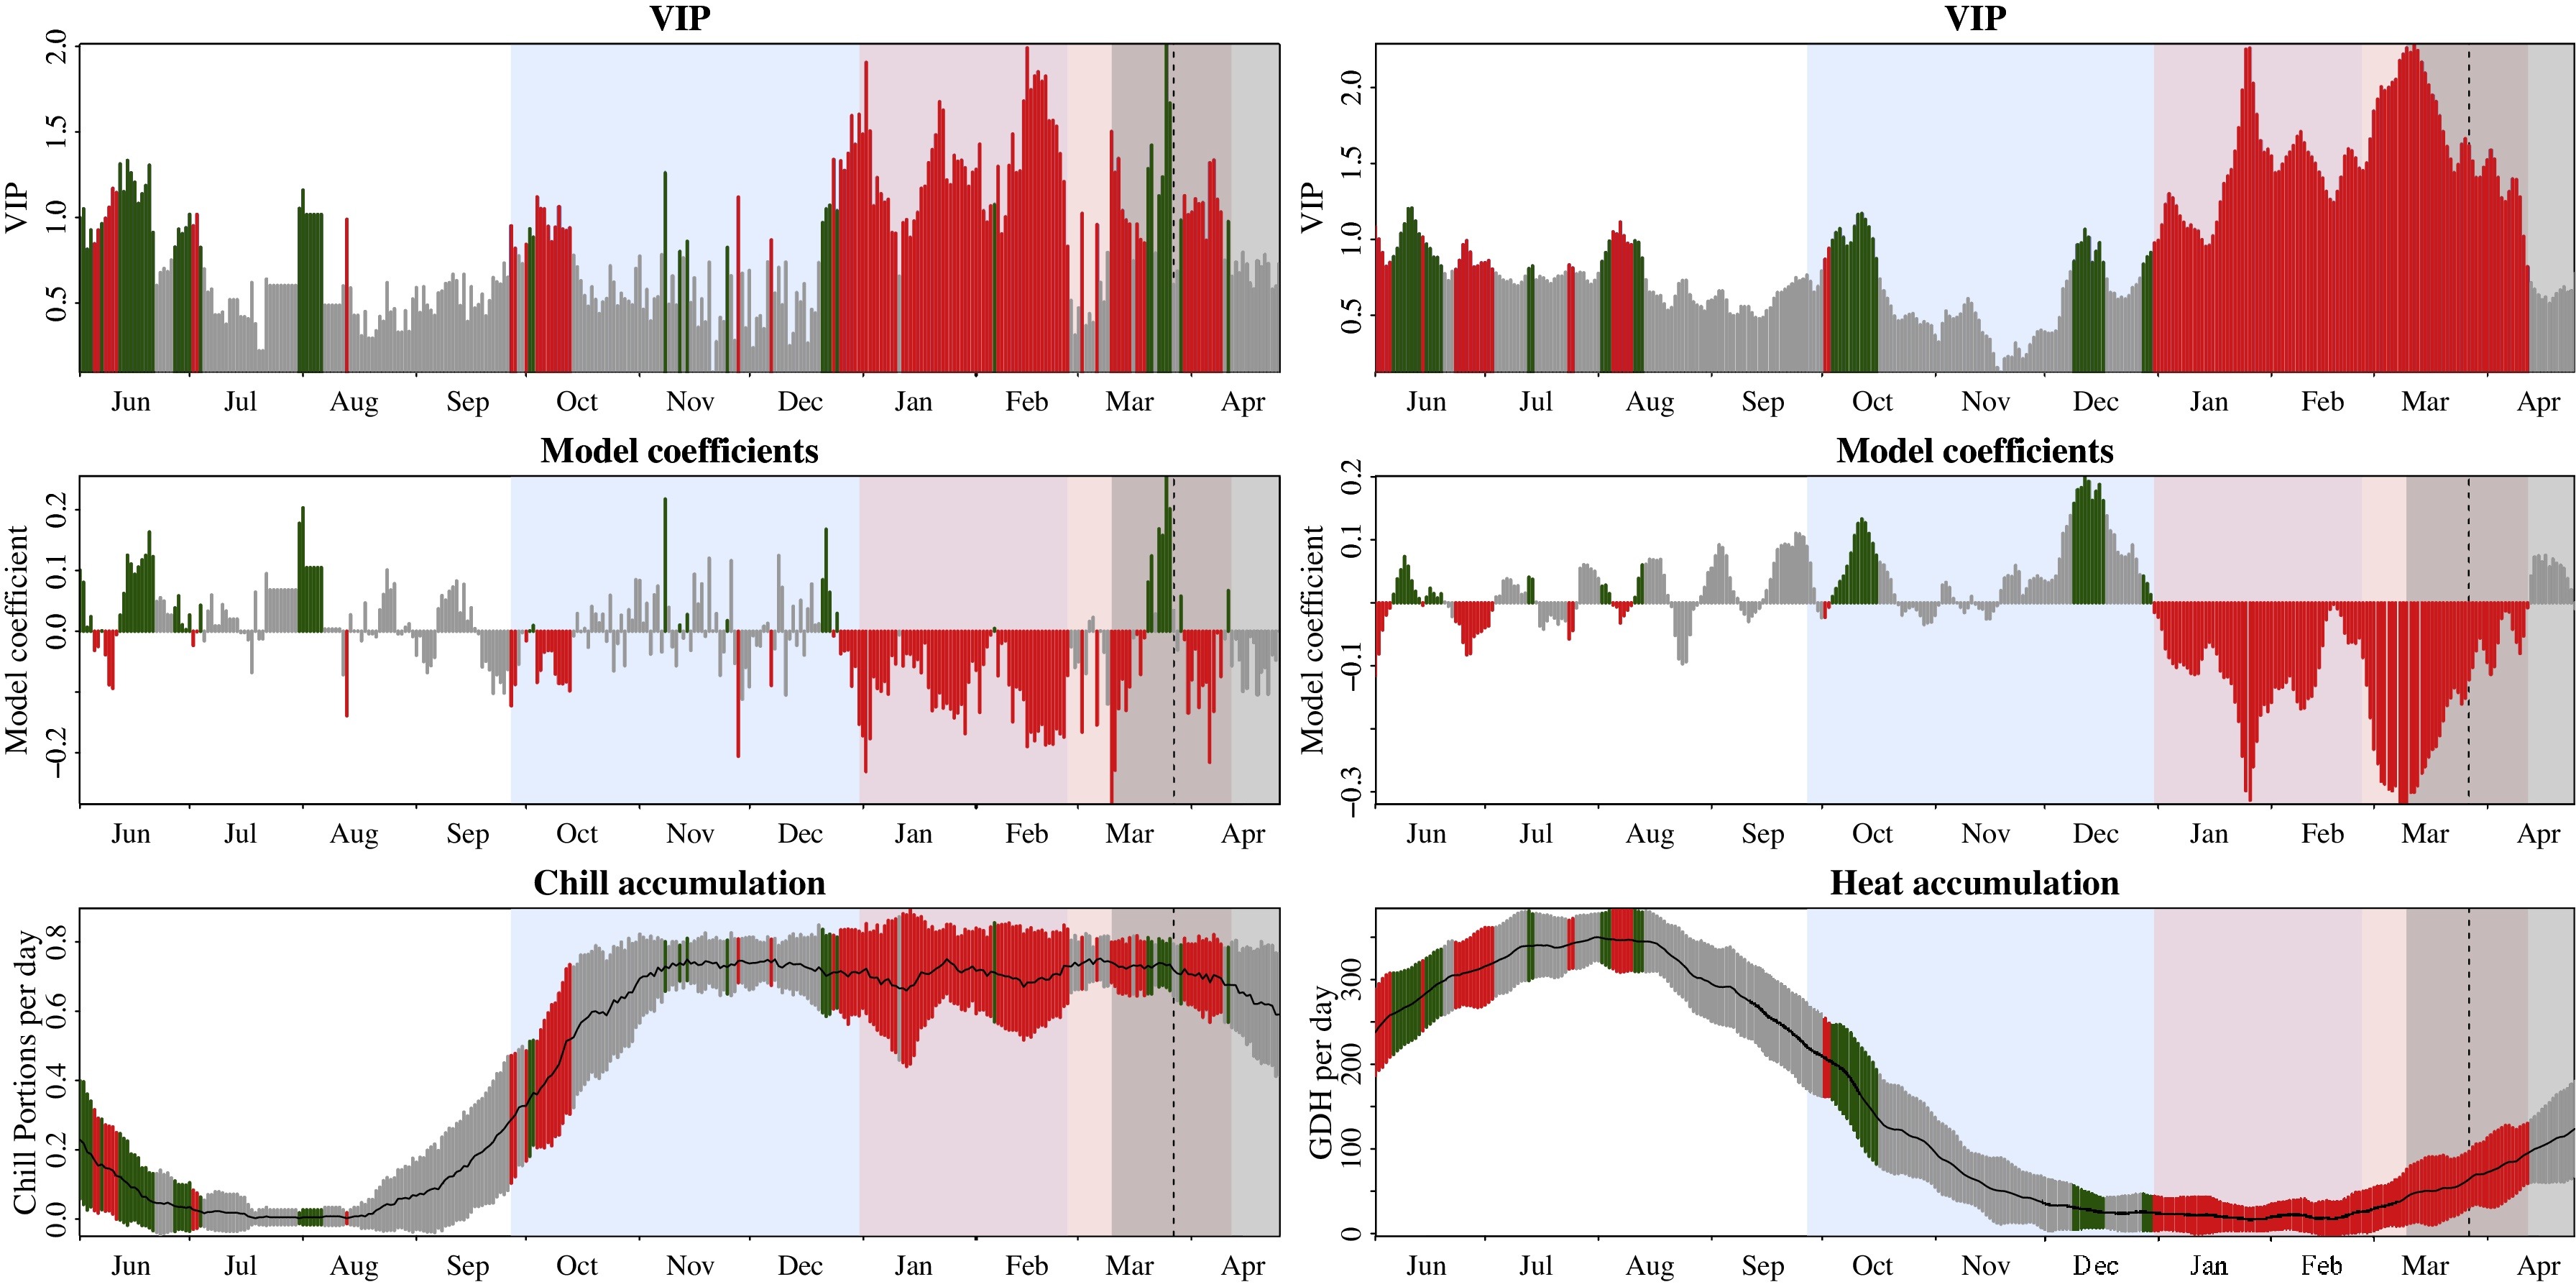 VIP
VIP
VIP
0.5 1.0 1.5 2.0
Jun Jul Aug Sep Oct Nov Dec Jan Feb Mar Apr
VIP
0.5 1.0 1.5 2.0
Jun Jul Aug Sep Oct Nov Dec Jan Feb Mar Apr
Model coefficients
Model coefficients
Model coefficient
−0.2 0.0 0.1 0.2
Jun Jul Aug Sep Oct Nov Dec Jan Feb Mar Apr
Model coefficient
−0.3 −0.1 0.1 0.2
Jun Jul Aug Sep Oct Nov Dec Jan Feb Mar Apr
Chill accumulation
Heat accumulation
Chill Portions per day
0.0 0.2 0.4 0.6 0.8
Jun Jul Aug Sep Oct Nov Dec Jan Feb Mar Apr
GDH per day
0 100 200 300
Jun Jul Aug Sep Oct Nov Dec Jan Feb Mar Apr